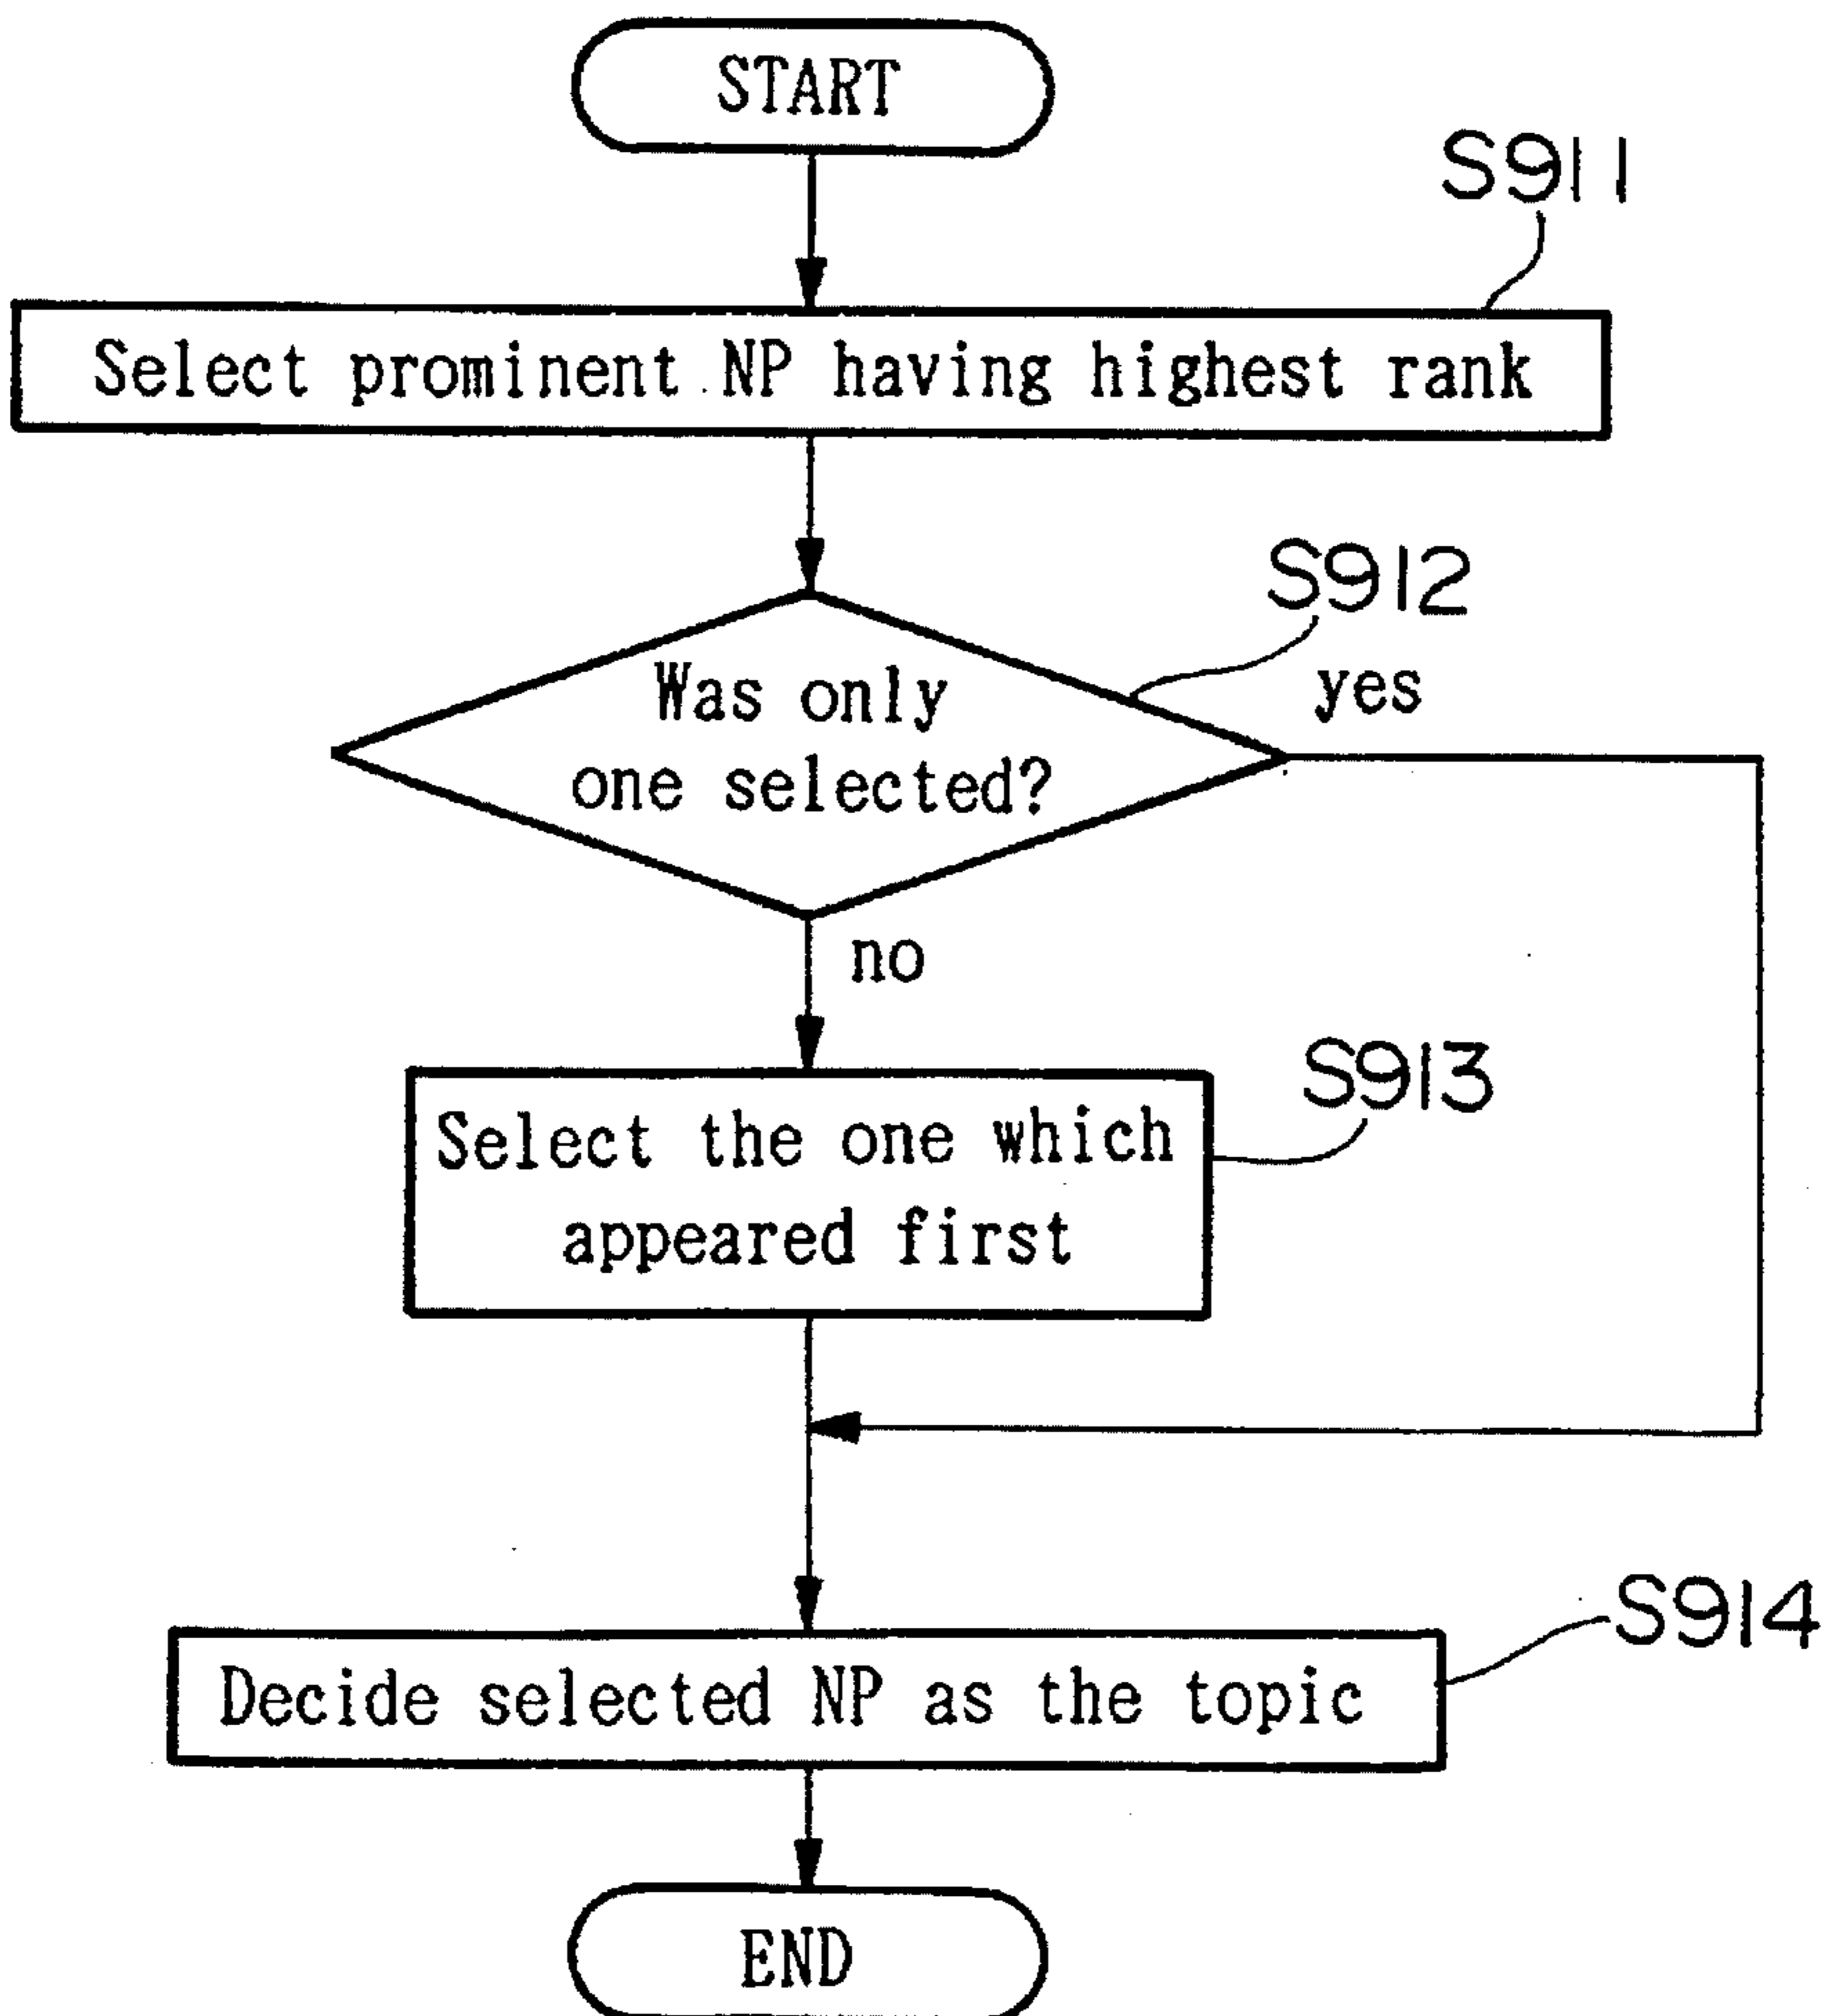 START
S911
Select prominent NP having highest rank
S912
Was only
one selected?
yes
no
S913
Select the one which
appeared first
S914
Decide selected NP as the topic
END